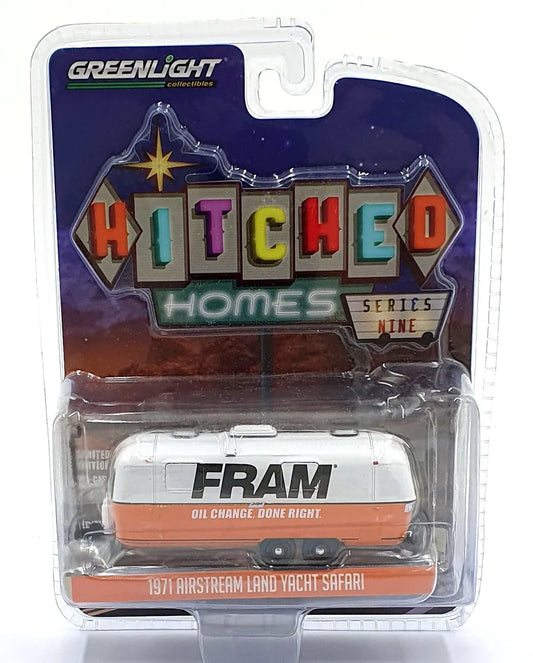 GREENLIGHT
collectibles
HITCHED
HOMES
SERIES
NINE
FRAM®
OIL CHANGE. DONE RIGHT.
1971 AIRSTREAM LAND YACHT SAFARI